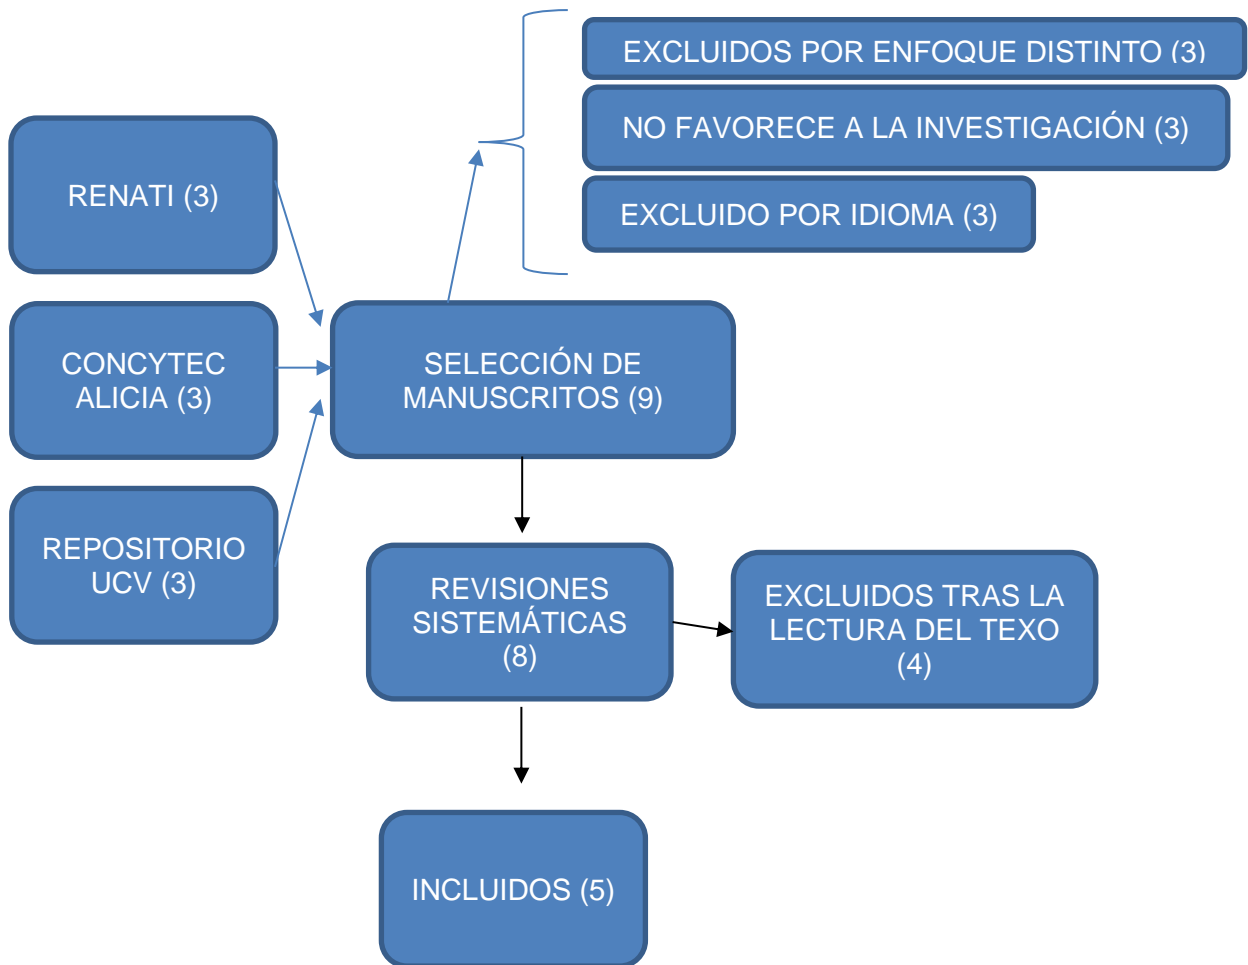 EXCLUIDOS POR ENFOQUE DISTINTO (3)
NO FAVORECE A LA INVESTIGACIÓN (3)
EXCLUIDO POR IDIOMA (3)
RENATI (3)
CONCYTEC
ALICIA (3)
REPOSITORIO
UCV (3)
SELECCIÓN DE
MANUSCRITOS (9)
REVISIONES
SISTEMÁTICAS
(8)
EXCLUIDOS TRAS LA
LECTURA DEL TEXO
(4)
INCLUIDOS (5)